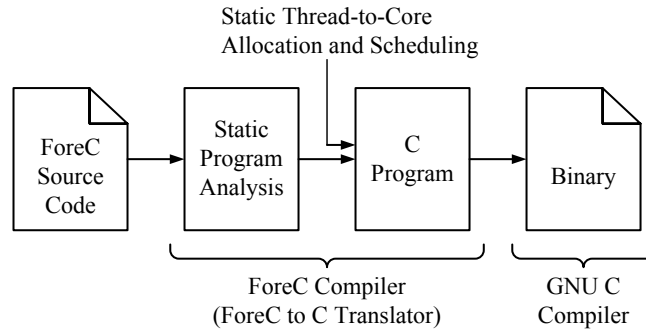 Static Thread-to-Core
Allocation and Scheduling
ForeC
Source
Code
Static
Program
Analysis
C
Program
Binary
ForeC Compiler
(ForeC to C Translator)
GNU C
Compiler